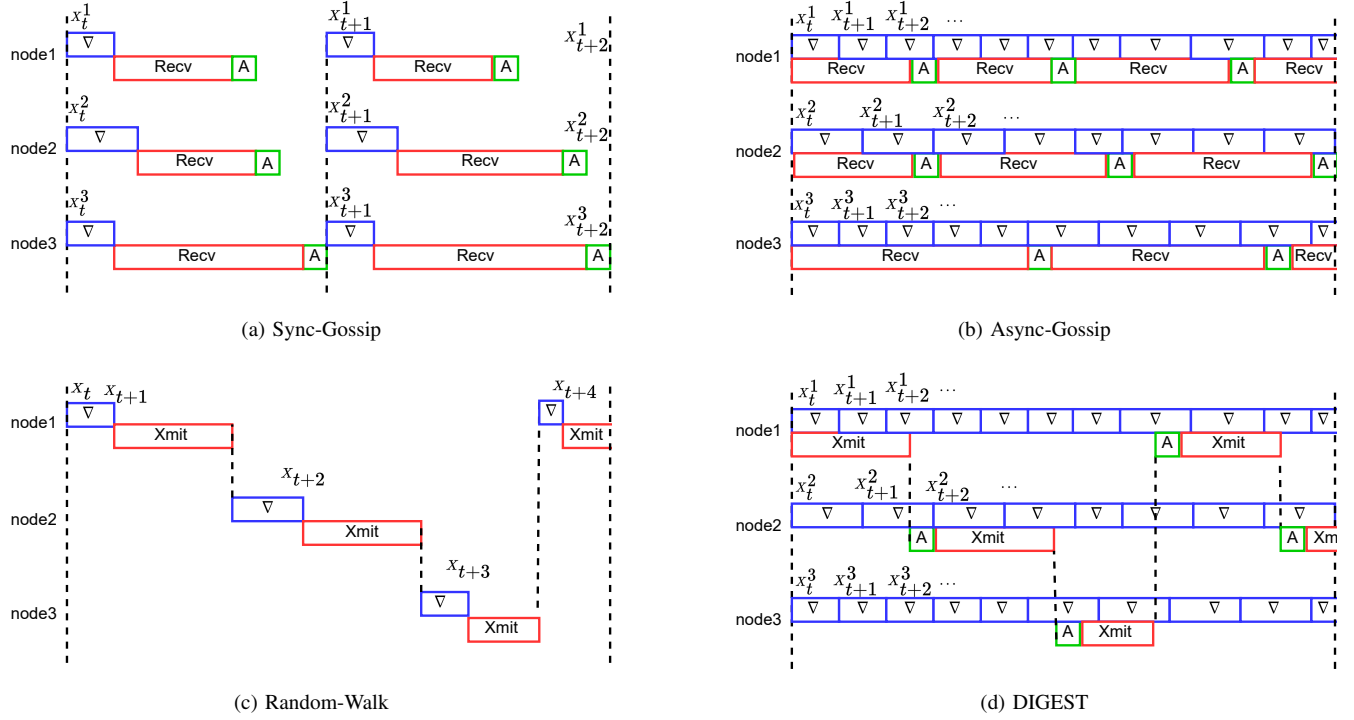 x_t^1 x_{t+1}^1 x_{t+2}^1
node1 ∇ ∇
Recv A Recv A
x_t^2 x_{t+1}^2 x_{t+2}^2
node2 ∇ ∇
Recv A Recv A
x_t^3 x_{t+1}^3 x_{t+2}^3
node3 ∇ ∇
Recv A Recv A
(a) Sync-Gossip
x_t^1 x_{t+1}^1 x_{t+2}^1 ...
node1 ∇ ∇ ∇ ∇ ∇ ∇ ∇ ∇ ∇ ∇
Recv A Recv A Recv A Recv
x_t^2 x_{t+1}^2 x_{t+2}^2 ...
node2 ∇ ∇ ∇ ∇ ∇ ∇ ∇ ∇
Recv A Recv A Recv A
x_t^3 x_{t+1}^3 x_{t+2}^3 ...
node3 ∇ ∇ ∇ ∇ ∇ ∇ ∇ ∇ ∇ ∇
Recv A Recv A Recv
(b) Async-Gossip
x_t x_{t+1} x_{t+4}
node1 ∇ ∇
Xmit Xmit
x_{t+2}
node2 ∇
Xmit
x_{t+3}
node3 ∇
Xmit
(c) Random-Walk
x_t^1 x_{t+1}^1 x_{t+2}^1 ...
node1 ∇ ∇ ∇ ∇ ∇ ∇ ∇ ∇ ∇ ∇
Xmit A Xmit
x_t^2 x_{t+1}^2 x_{t+2}^2 ...
node2 ∇ ∇ ∇ ∇ ∇ ∇ ∇ ∇
A Xmit A Xm
x_t^3 x_{t+1}^3 x_{t+2}^3 ...
node3 ∇ ∇ ∇ ∇ ∇ ∇ ∇ ∇ ∇ ∇
A Xmit
(d) DIGEST